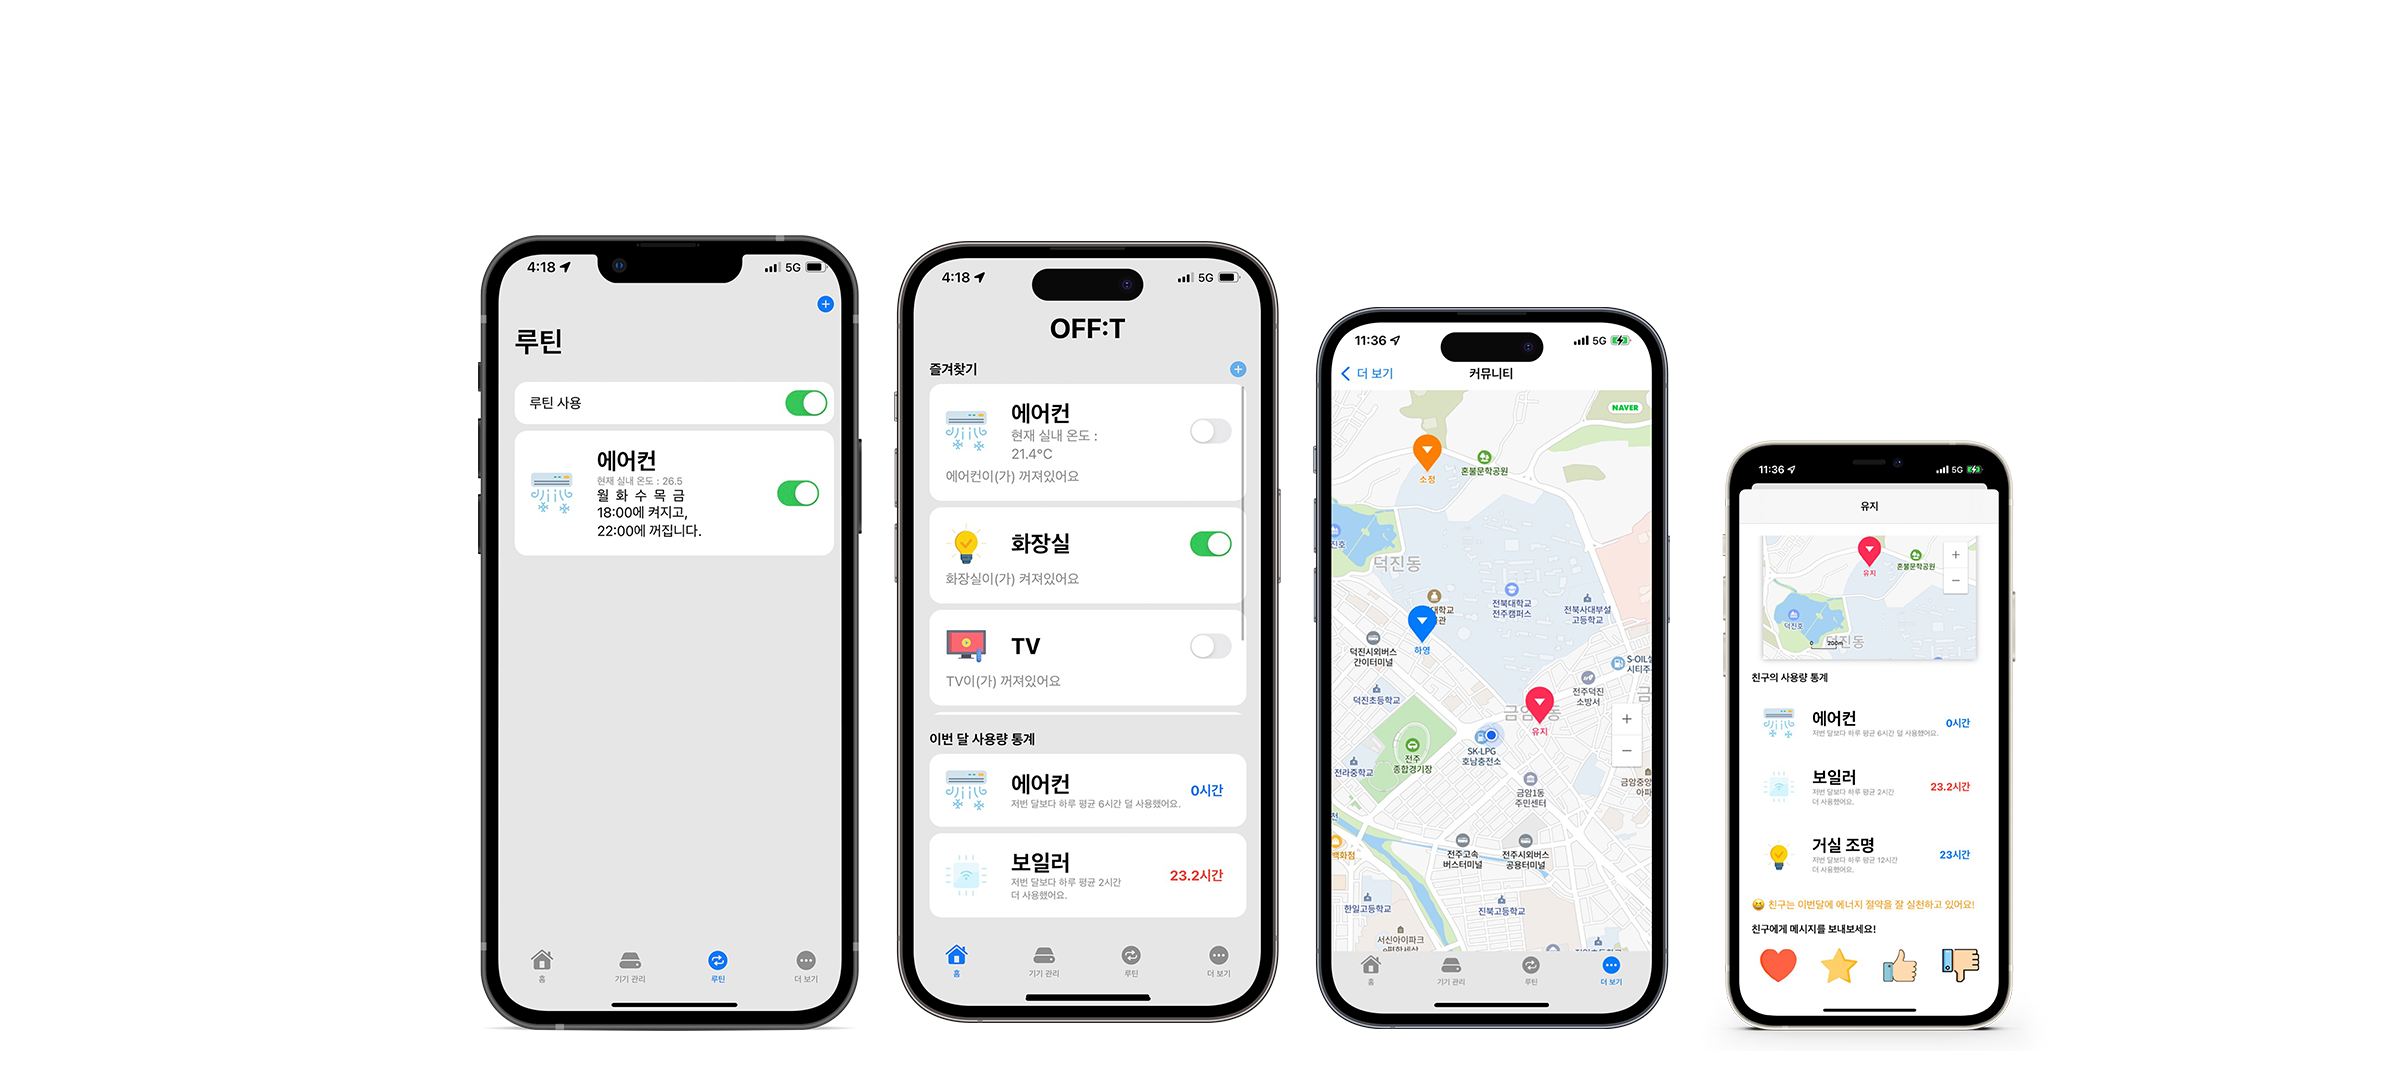 4:18
5G
루틴
루틴 사용
에어컨
현재 실내 온도 : 26.5
월 화 수 목 금
18:00에 켜지고,
22:00에 꺼집니다.
홈
기기 관리
루틴
더 보기
4:18
5G
OFF:T
즐겨찾기
에어컨
현재 실내 온도 :
21.4°C
에어컨이(가) 꺼져있어요
화장실
화장실이(가) 켜져있어요
TV
TV이(가) 꺼져있어요
이번 달 사용량 통계
에어컨
저번 달보다 하루 평균 6시간 덜 사용했어요.
0시간
보일러
저번 달보다 하루 평균 2시간
더 사용했어요.
23.2시간
홈
기기 관리
루틴
더 보기
11:36
5G
더 보기
커뮤니티
NAVER
소정
혼불문학공원
진호
덕진동
대학교
관
전북대학교
전주캠퍼스
전북사대부설
고등학교
하영
덕진시외버스
간이터미널
S-OIL
시티주
덕진초등학교
전주덕진
소방서
금암동
유지
전주
종합경기장
SK-LPG
호남충전소
전라중학교
금암1동
주민센터
금암중앙
아파
백화점
전주고속
버스터미널
전주시외버스
공용터미널
한일고등학교
진북고등학교
서신아이파크
e편한세상
홈
기기 관리
루틴
더 보기
11:36
5G
유지
유지
혼불문학공원
덕진호
덕진동
0
200m
친구의 사용량 통계
에어컨
저번 달보다 하루 평균 6시간 덜 사용했어요.
0시간
보일러
저번 달보다 하루 평균 2시간
더 사용했어요.
23.2시간
거실 조명
저번 달보다 하루 평균 12시간
더 사용했어요.
23시간
친구는 이번달에 에너지 절약을 잘 실천하고 있어요!
친구에게 메시지를 보내보세요!